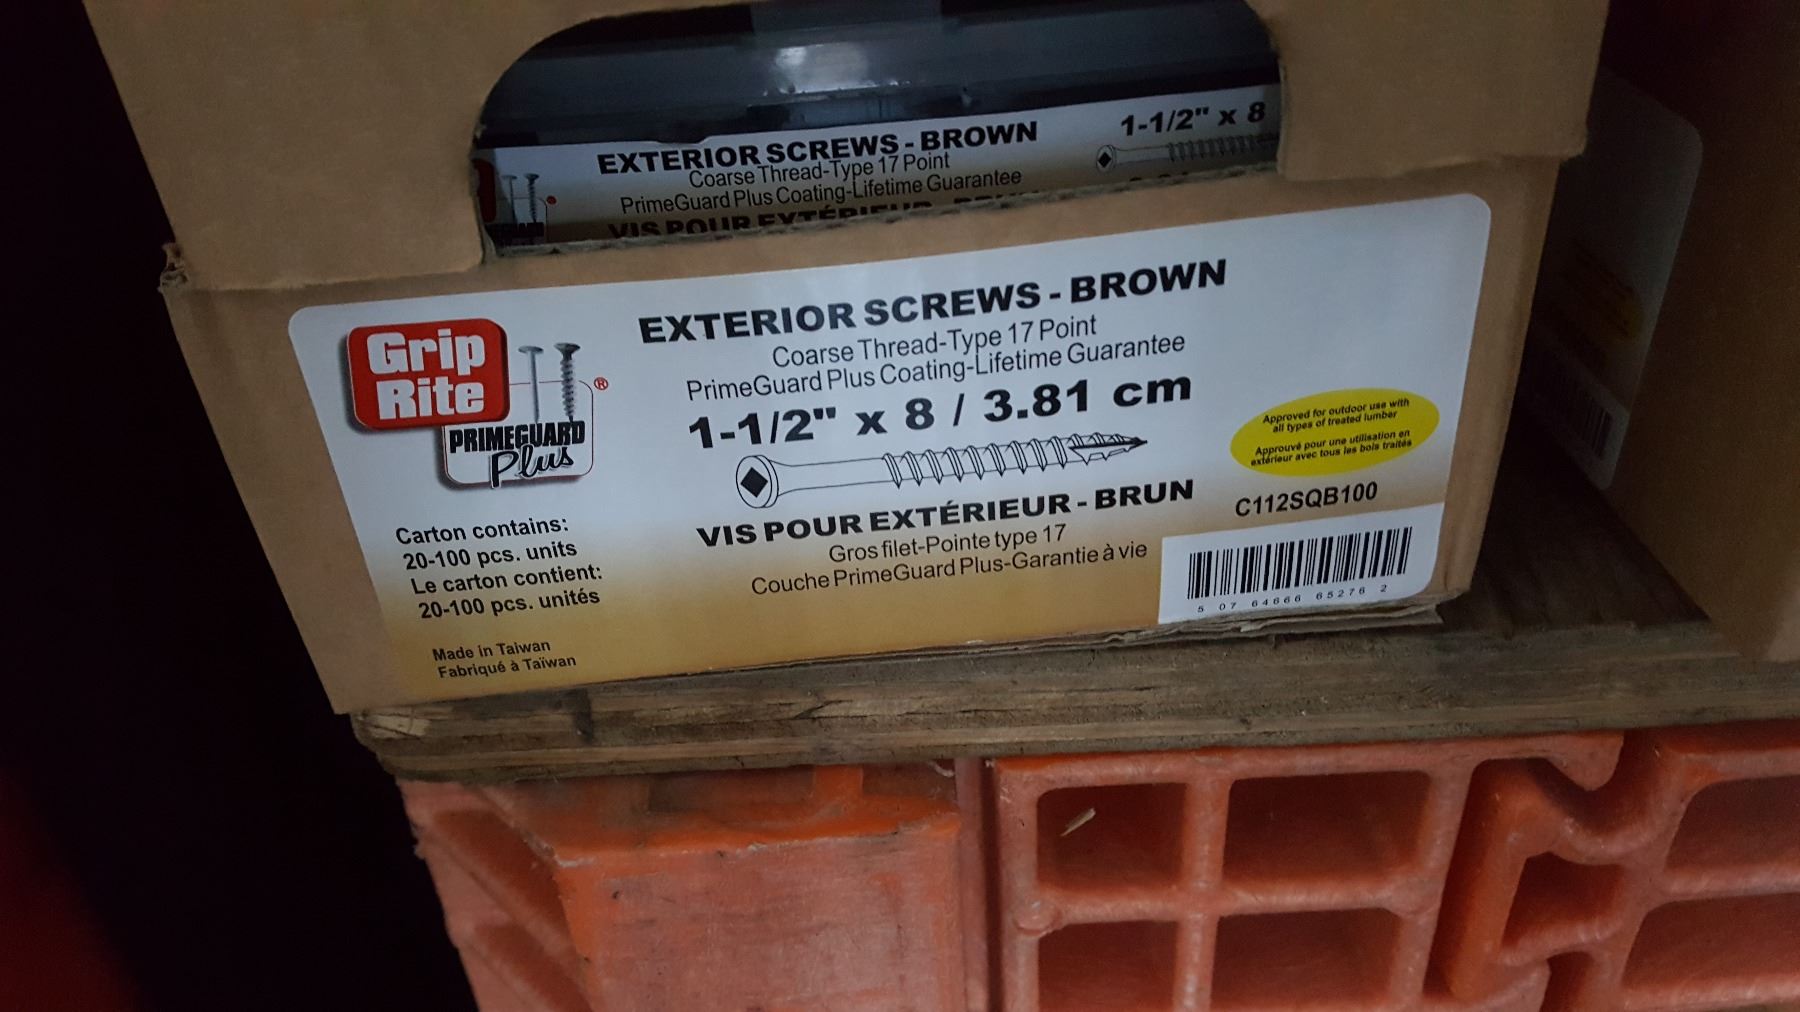 EXTERIOR SCREWS - BROWN
Coarse Thread-Type 17 Point
PrimeGuard Plus Coating-Lifetime Guarantee
VIS POUR EXTÉRIEUR
1-1/2" x 8
Grip
Rite
®
PRIMEGUARD
Plus
EXTERIOR SCREWS - BROWN
Coarse Thread-Type 17 Point
PrimeGuard Plus Coating-Lifetime Guarantee
1-1/2" x 8 / 3.81 cm
VIS POUR EXTÉRIEUR - BRUN
Gros filet-Pointe type 17
Couche PrimeGuard Plus-Garantie à vie
Carton contains:
20-100 pcs. units
Le carton contient:
20-100 pcs. unités
Made in Taiwan
Fabriqué à Taïwan
Approved for outdoor use with
all types of treated lumber
Approuvé pour une utilisation en
extérieur avec tous les bois traités
C112SQB100
5 07 64666 65276 2